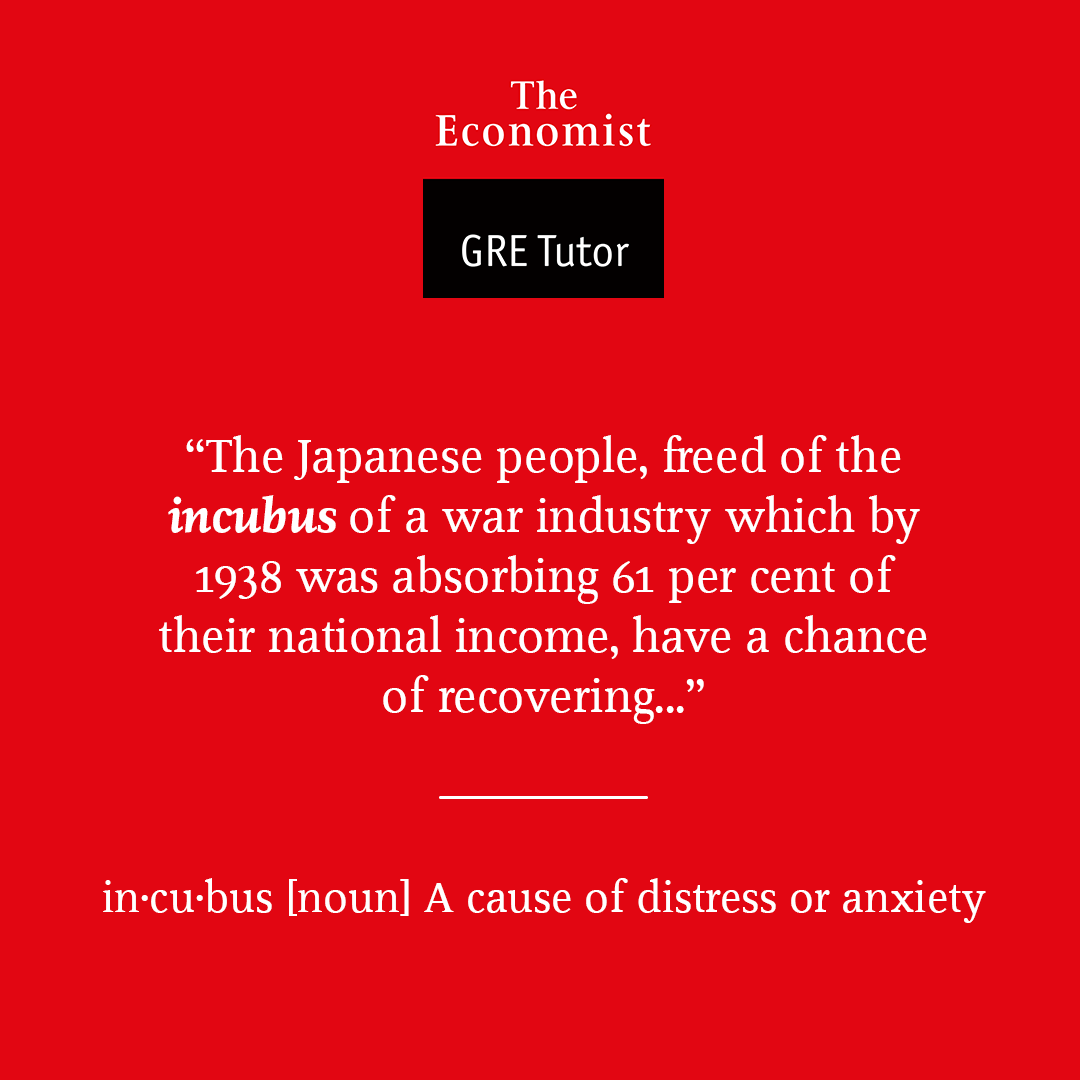 The
Economist
GRE Tutor
“The Japanese people, freed of the
incubus of a war industry which by
1938 was absorbing 61 per cent of
their national income, have a chance
of recovering...”
in·cu·bus [noun] A cause of distress or anxiety